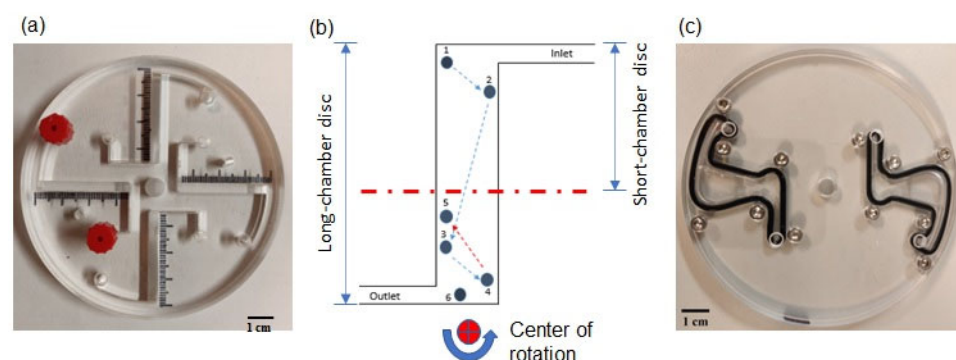 (a)
1 cm
(b)
Long-chamber disc
Short-chamber disc
Inlet
1
2
5
3
4
6
Outlet
Center of
rotation
(c)
1 cm